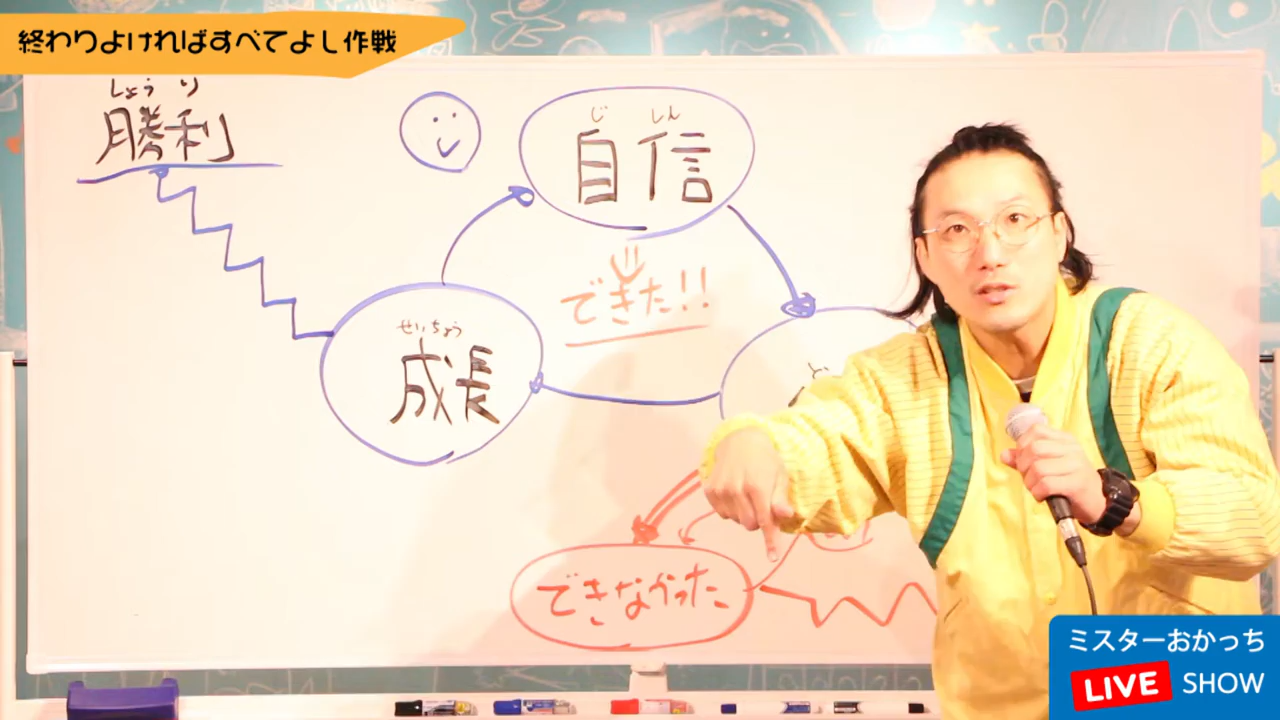 終わりよければすべてよし作戦
しょうり
勝利
じしん
自信
できた!!
せいちょう
成長
ど
できなかった
ミスターおかっち
LIVE SHOW